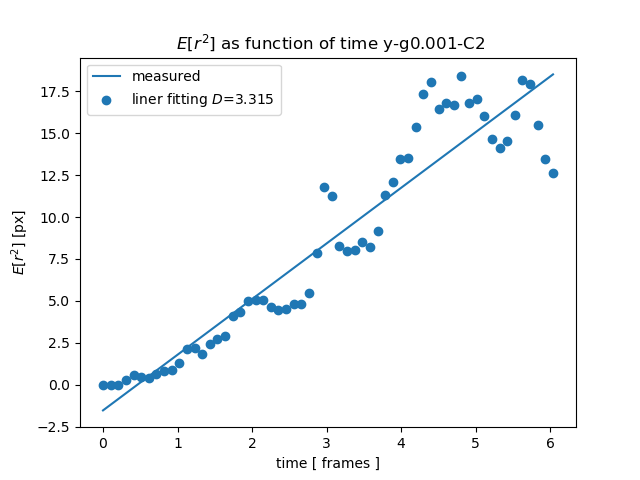 E[r²] as function of time y-g0.001-C2
measured
liner fitting D=3.315
17.5
15.0
12.5
10.0
7.5
5.0
2.5
0.0
−2.5
E[r²] [px]
0 1 2 3 4 5 6
time [ frames ]